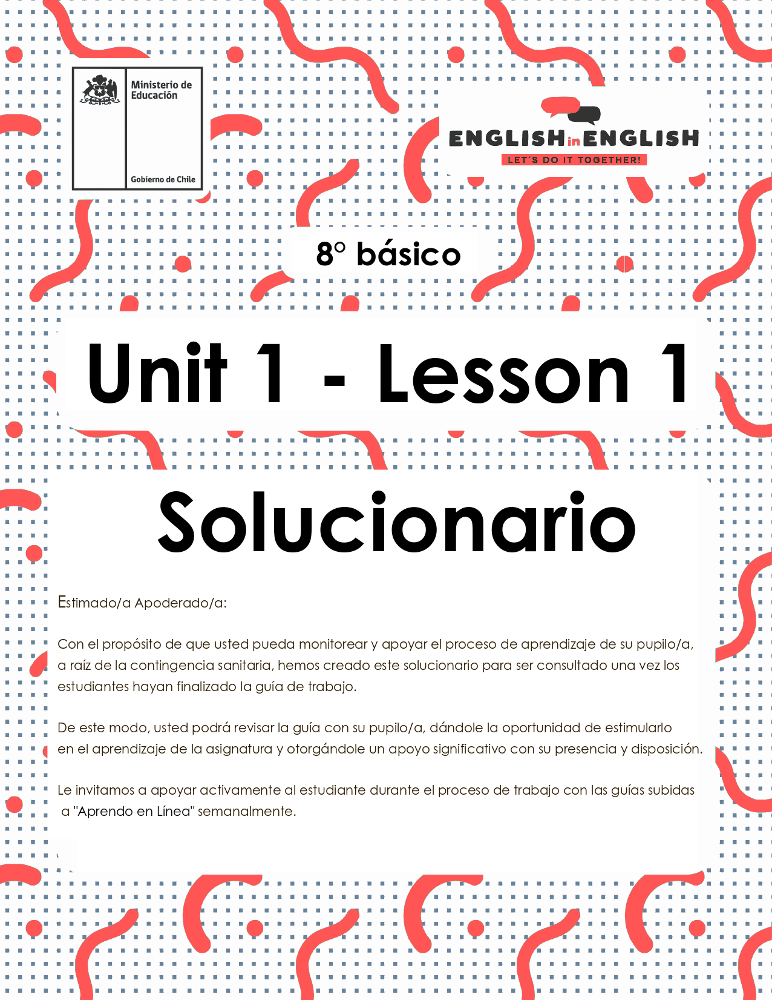 Ministerio de
Educación
Gobierno de Chile
ENGLISH in ENGLISH
LET´S DO IT TOGETHER!
8° básico
Unit 1 - Lesson 1
Solucionario
Estimado/a Apoderado/a:
Con el propósito de que usted pueda monitorear y apoyar el proceso de aprendizaje de su pupilo/a,
a raíz de la contingencia sanitaria, hemos creado este solucionario para ser consultado una vez los
estudiantes hayan finalizado la guía de trabajo.
De este modo, usted podrá revisar la guía con su pupilo/a, dándole la oportunidad de estimularlo
en el aprendizaje de la asignatura y otorgándole un apoyo significativo con su presencia y disposición.
Le invitamos a apoyar activamente al estudiante durante el proceso de trabajo con las guías subidas
a "Aprendo en Línea" semanalmente.